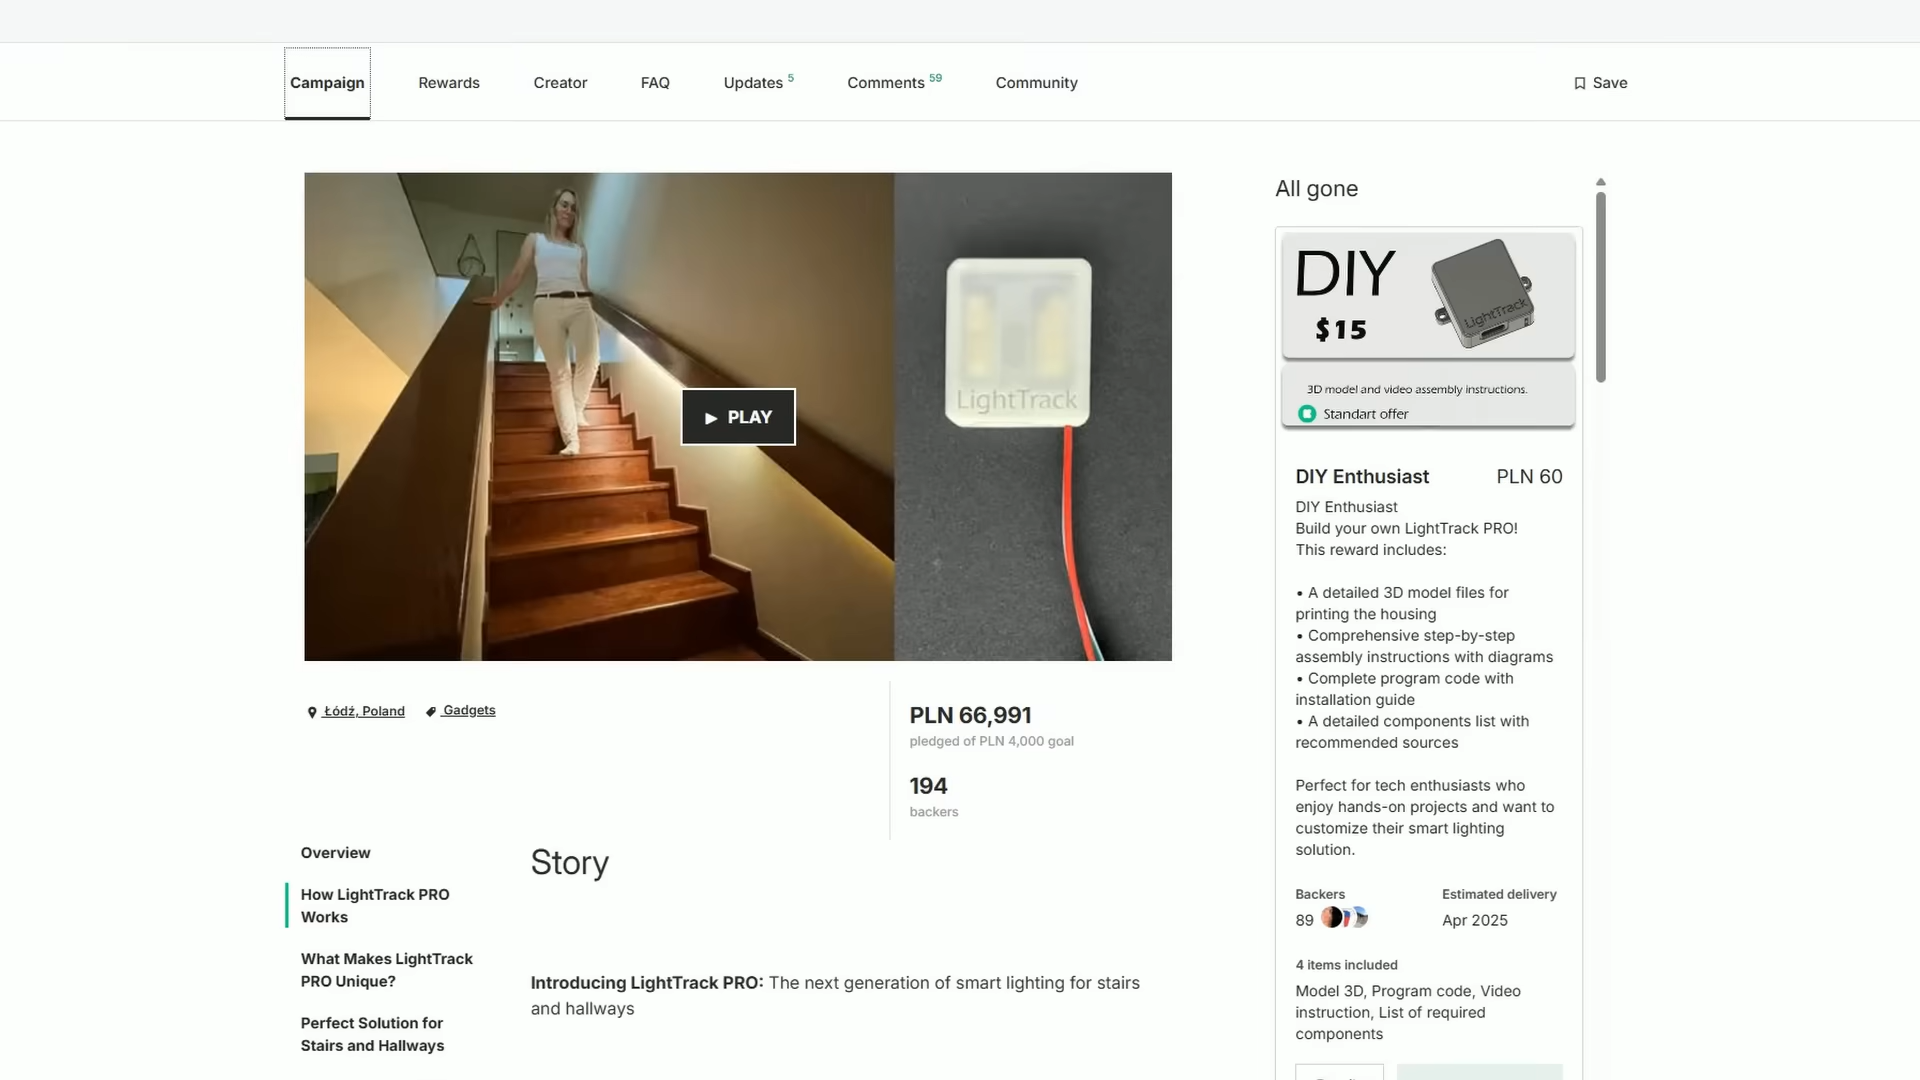 Campaign
Rewards
Creator
FAQ
Updates 5
Comments 59
Community
Save
PLAY
LightTrack
Łódź, Poland
Gadgets
PLN 66,991
pledged of PLN 4,000 goal
194
backers
Overview
How LightTrack PRO
Works
What Makes LightTrack
PRO Unique?
Perfect Solution for
Stairs and Hallways
Story
Introducing LightTrack PRO: The next generation of smart lighting for stairs
and hallways
All gone
DIY
$15
LightTrack
3D model and video assembly instructions.
Standart offer
DIY Enthusiast PLN 60
DIY Enthusiast
Build your own LightTrack PRO!
This reward includes:
• A detailed 3D model files for
printing the housing
• Comprehensive step-by-step
assembly instructions with diagrams
• Complete program code with
installation guide
• A detailed components list with
recommended sources
Perfect for tech enthusiasts who
enjoy hands-on projects and want to
customize their smart lighting
solution.
Backers
89
Estimated delivery
Apr 2025
4 items included
Model 3D, Program code, Video
instruction, List of required
components